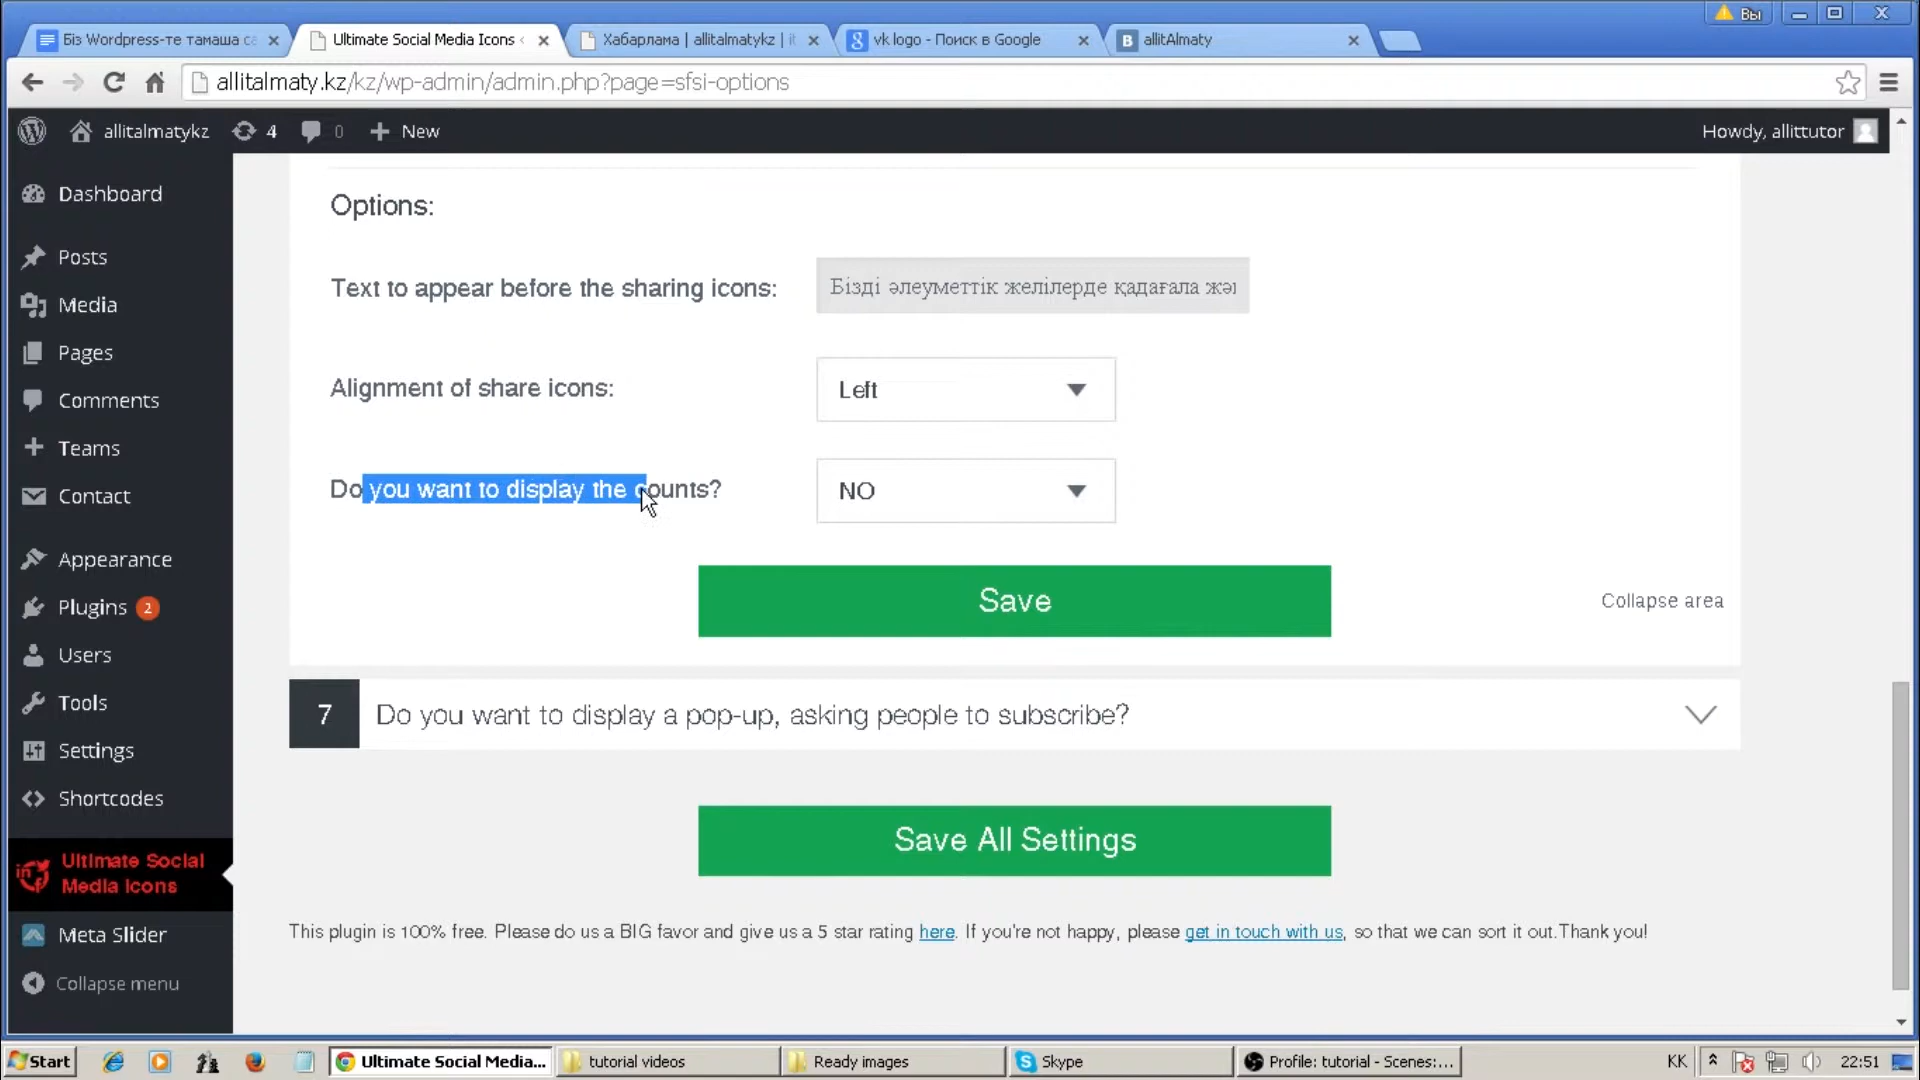 Вы
Біз Wordpress-те тамаша са
Ultimate Social Media Icons <
Хабарлама | allitalmatykz | it
vk logo - Поиск в Google
allitAlmaty
allitalmaty.kz/kz/wp-admin/admin.php?page=sfsi-options
allitalmatykz 4 0 New
Howdy, allittutor
Dashboard
Posts
Media
Pages
Comments
Teams
Contact
Appearance
Plugins 2
Users
Tools
Settings
Shortcodes
Ultimate Social
Media Icons
Meta Slider
Collapse menu
Options:
Text to appear before the sharing icons: Бізді әлеуметтік желілерде қадағала жә
Alignment of share icons: Left
Do you want to display the counts? NO
Save
Collapse area
7 Do you want to display a pop-up, asking people to subscribe?
Save All Settings
This plugin is 100% free. Please do us a BIG favor and give us a 5 star rating here. If you're not happy, please get in touch with us, so that we can sort it out.Thank you!
Start Ultimate Social Media... tutorial videos Ready images Skype Profile: tutorial - Scenes:... KK 22:51